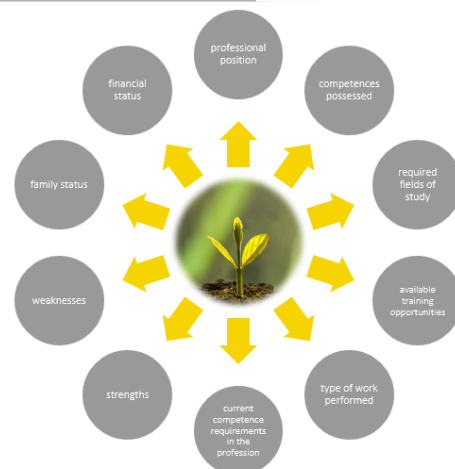 professional
position
competences
possessed
required
fields of
study
available
training
opportunities
type of work
performed
current
competence
requirements
in the
profession
strengths
weaknesses
family status
financial
status